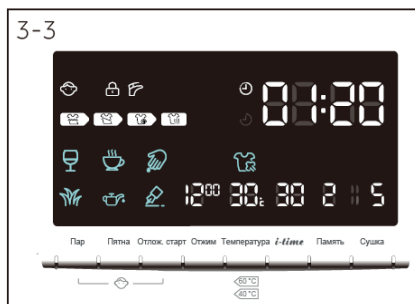 3-3
01:20
12⁰⁰ 30c 30 2 5
Пар Пятна Отлож. старт Отжим Температура i-time Память Сушка
60 °C
40 °C